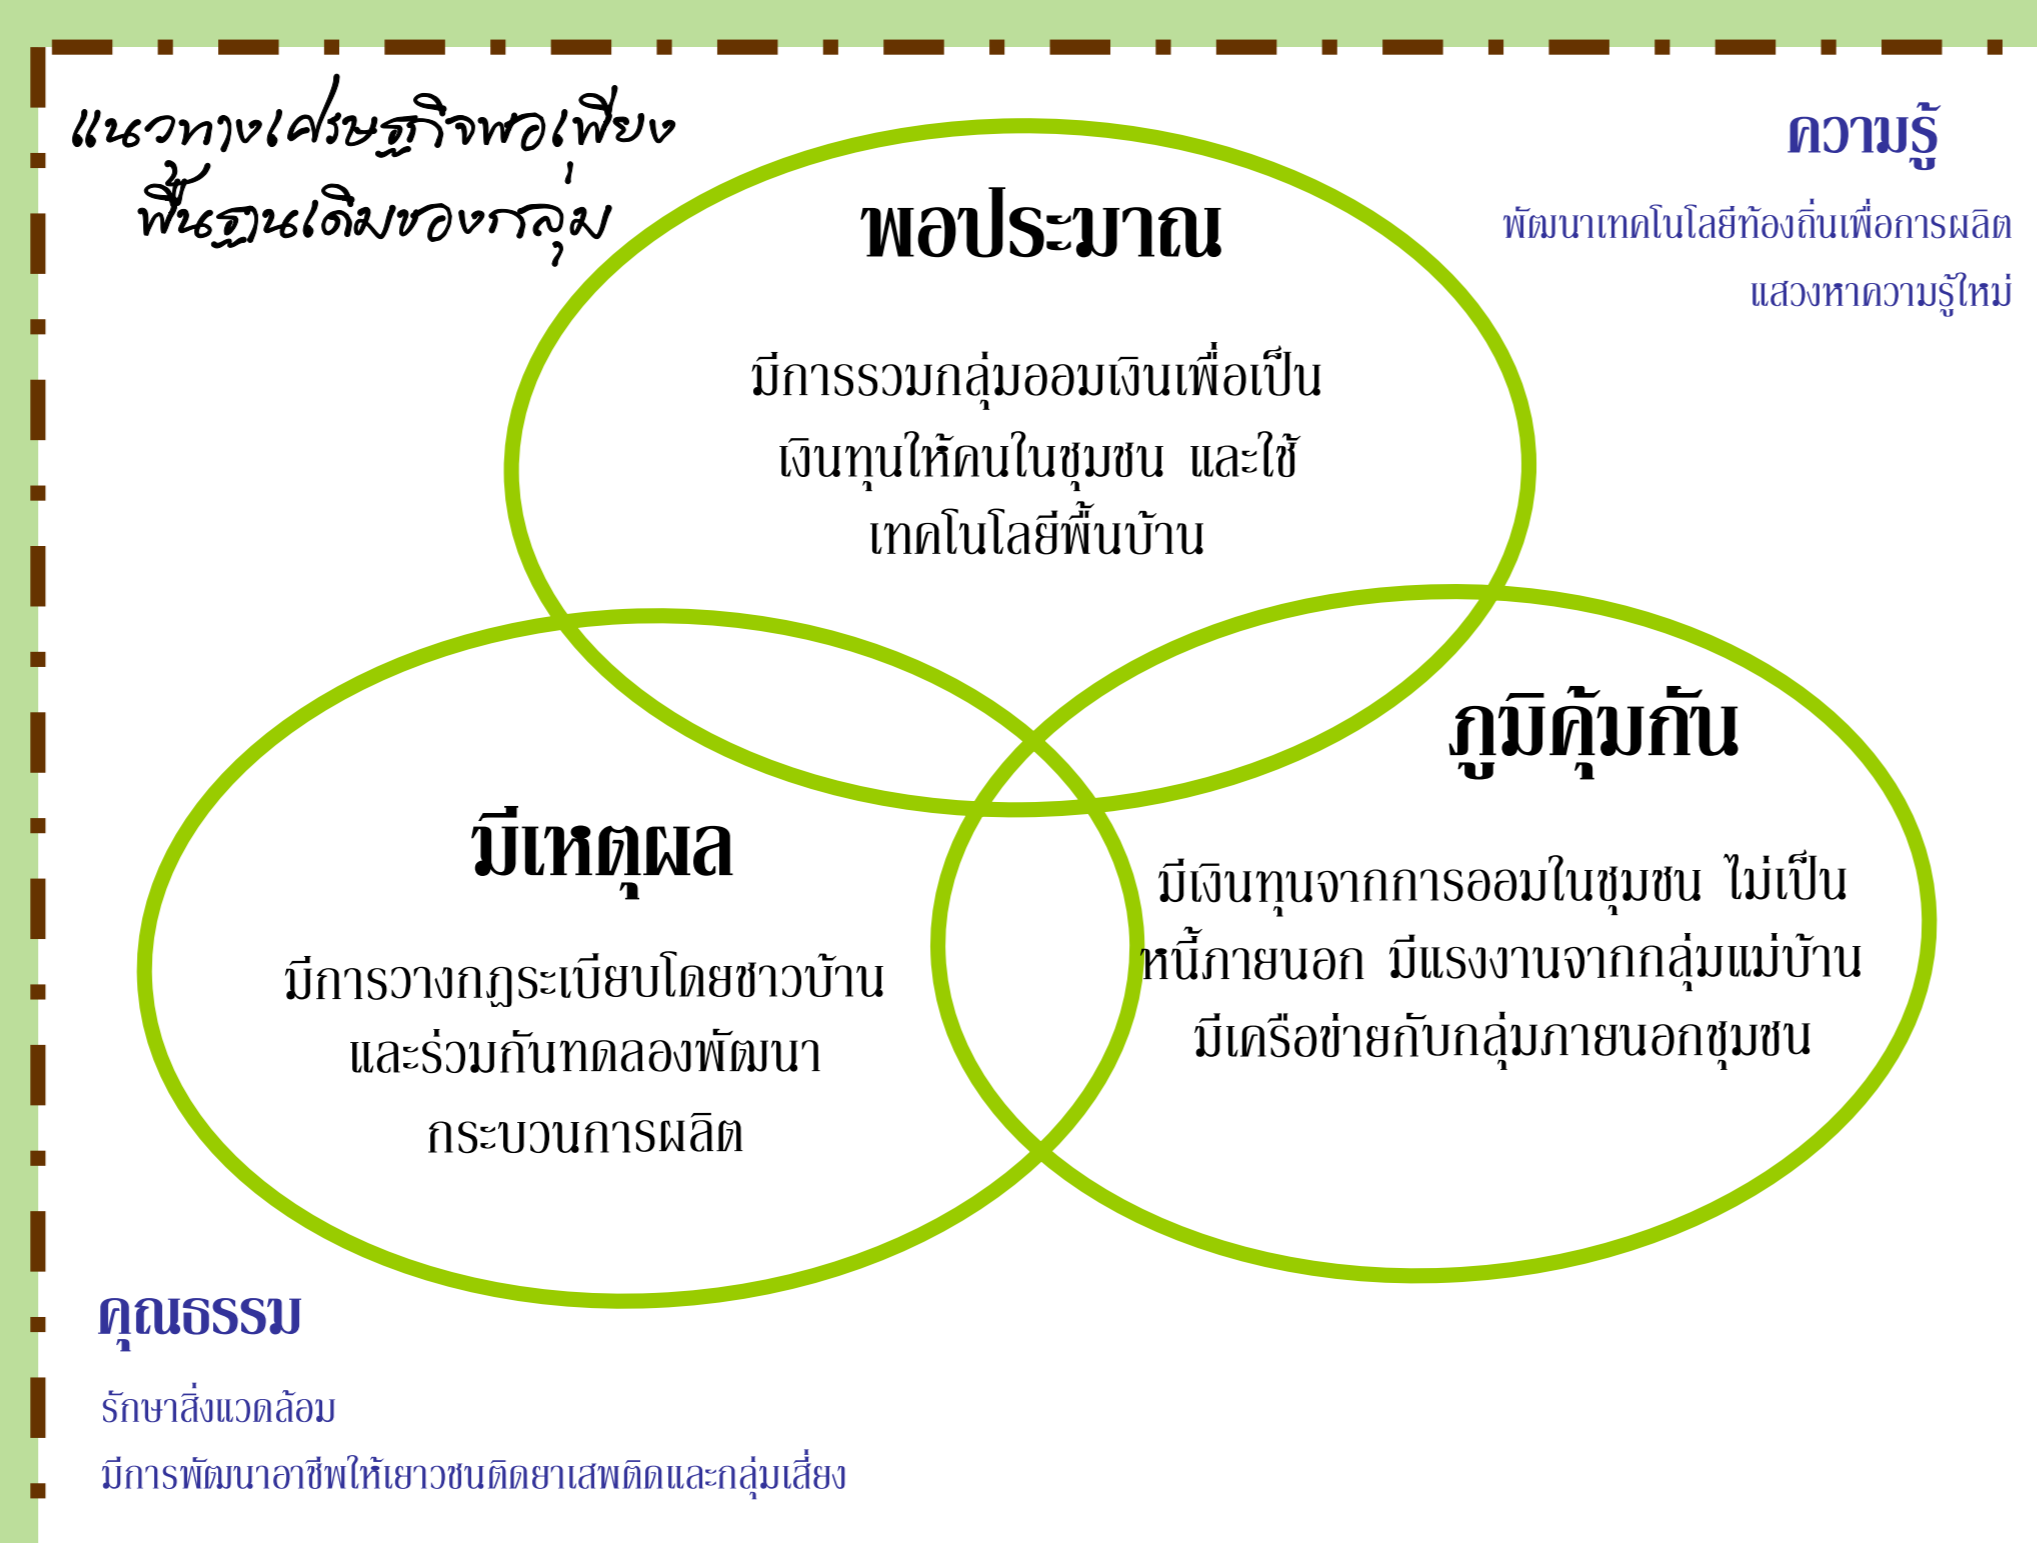 แนวทางเศรษฐกิจพอเพียง
พื้นฐานเดิมของกลุ่ม
ความรู้
พัฒนาเทคโนโลยีท้องถิ่นเพื่อการผลิต
แสวงหาความรู้ใหม่
พอประมาณ
มีการรวมกลุ่มออมเงินเพื่อเป็น
เงินทุนให้คนในชุมชน และใช้
เทคโนโลยีพื้นบ้าน
ภูมิคุ้มกัน
มีเงินทุนจากการออมในชุมชน ไม่เป็น
หนี้ภายนอก มีแรงงานจากกลุ่มแม่บ้าน
มีเครือข่ายกับกลุ่มภายนอกชุมชน
มีเหตุผล
มีการวางกฎระเบียบโดยชาวบ้าน
และร่วมกันทดลองพัฒนา
กระบวนการผลิต
คุณธรรม
รักษาสิ่งแวดล้อม
มีการพัฒนาอาชีพให้เยาวชนติดยาเสพติดและกลุ่มเสี่ยง